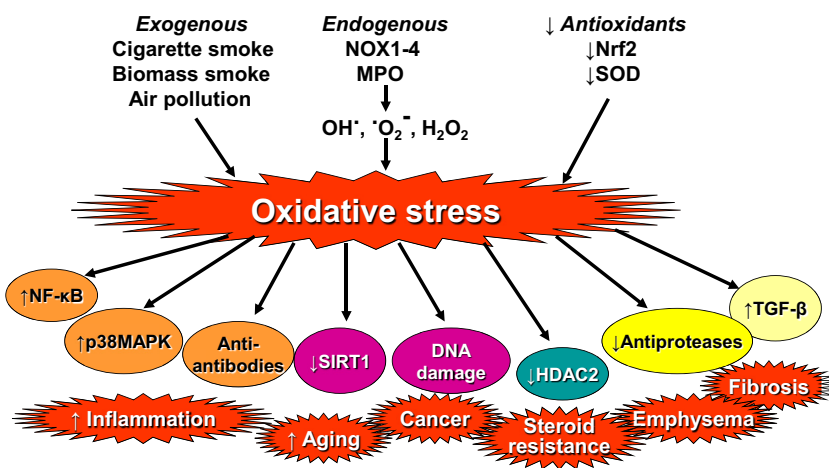 Exogenous
Cigarette smoke
Biomass smoke
Air pollution
Endogenous
NOX1-4
MPO
OH·, ·O₂⁻, H₂O₂
↓ Antioxidants
↓Nrf2
↓SOD
Oxidative stress
↑NF-κB
↑p38MAPK
Anti-
antibodies
↓SIRT1
DNA
damage
↓HDAC2
↓Antiproteases
↑TGF-β
↑ Inflammation
↑ Aging
Cancer
Steroid
resistance
Emphysema
Fibrosis